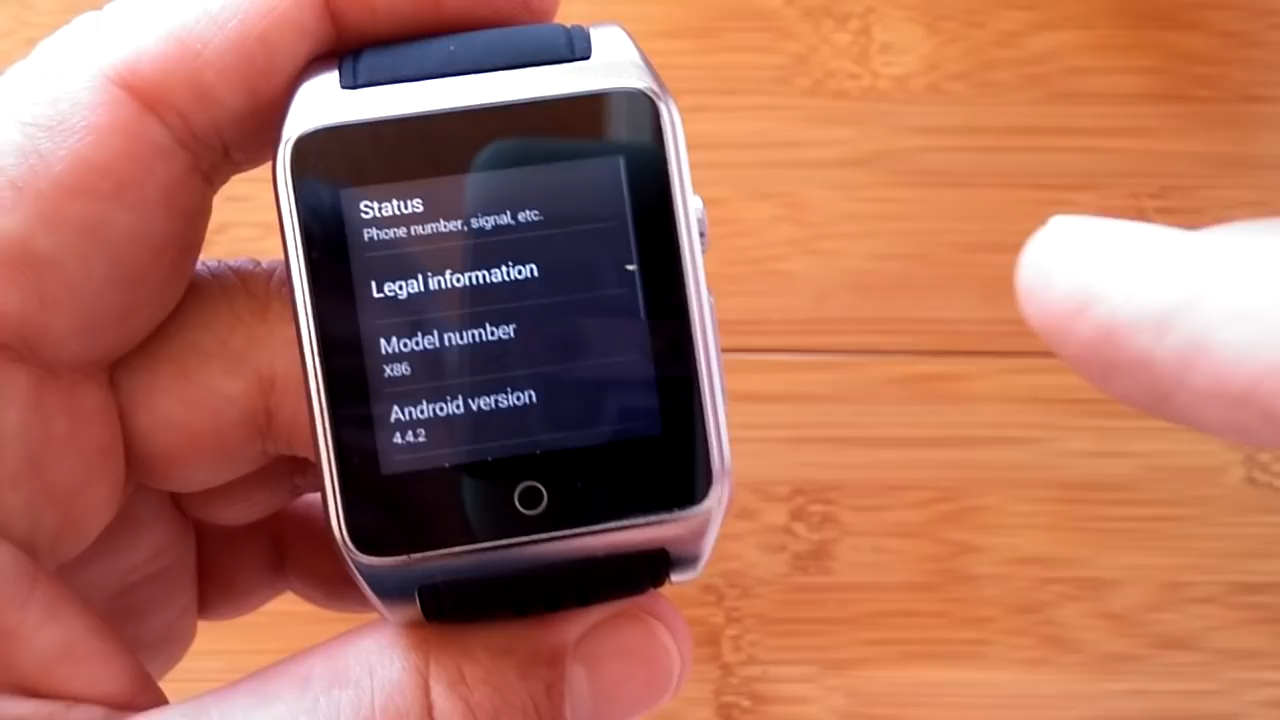 Status
Phone number, signal, etc.
Legal information
Model number
X86
Android version
4.4.2